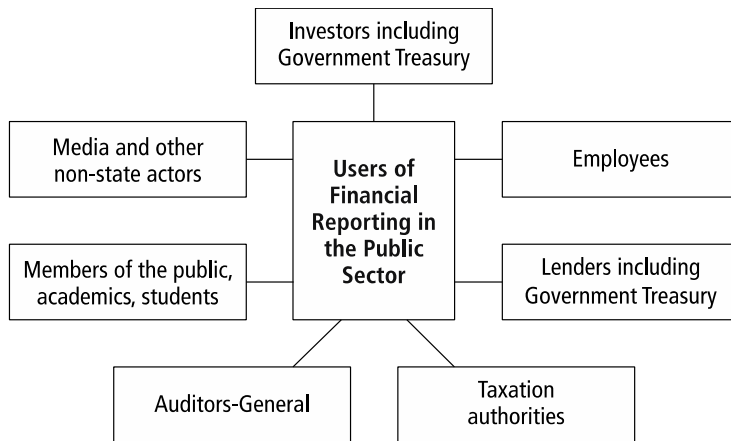 Investors including
Government Treasury
Media and other
non-state actors
Users of
Financial
Reporting in
the Public
Sector
Employees
Members of the public,
academics, students
Lenders including
Government Treasury
Auditors-General
Taxation
authorities